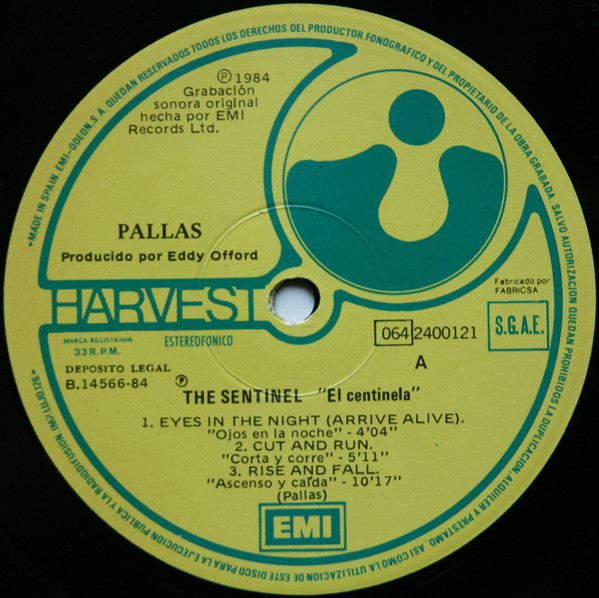 *MADE IN SPAIN. EMI-ODEON, S.A. QUEDAN RESERVADOS TODOS LOS DERECHOS DEL PRODUCTOR FONOGRAFICO Y DEL PROPIETARIO DE LA OBRA GRABADA. SALVO AUTORIZACION QUEDAN PROHIBIDOS LA DUPLICACION, ALQUILER Y PRESTAMO, ASI COMO LA UTILIZACION DE ESTE DISCO PARA LA EJECUCION PUBLICA Y LA RADIODIFUSION. IMP. LUJO 126.*
℗ 1984
Grabación
sonora original
hecha por EMI
Records Ltd.
PALLAS
Producido por Eddy Offord
HARVEST
MARCA REGISTRADA
33 R.P.M.
ESTEREOFONICO
DEPOSITO LEGAL
B.14566-84 ℗
Fabricado por
FABRICSA
064 2400121
S.G.A.E.
A
THE SENTINEL "El centinela"
1. EYES IN THE NIGHT (ARRIVE ALIVE).
"Ojos en la noche" - 4'04"
2. CUT AND RUN.
"Corta y corre" - 5'11"
3. RISE AND FALL.
"Ascenso y caída" - 10'17"
(Pallas)
EMI